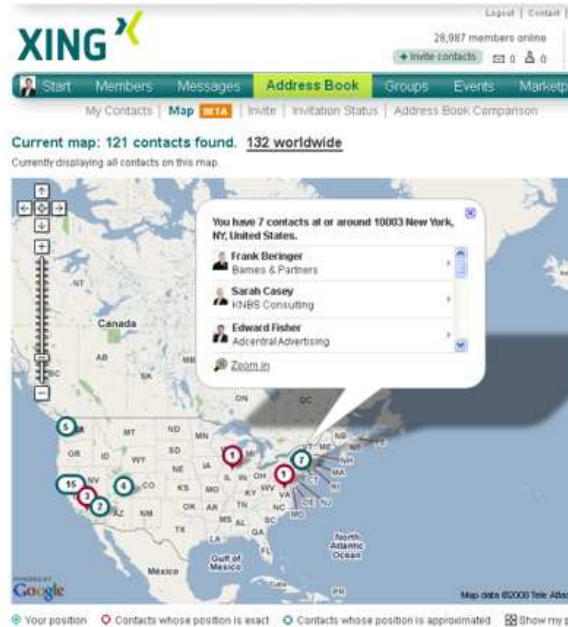 Logout | Contact |
XING
28,987 members online
+ Invite contacts 0 0
Start Members Messages Address Book Groups Events Marketp
My Contacts | Map BETA | Invite | Invitation Status | Address Book Comparison
Current map: 121 contacts found. 132 worldwide
Currently displaying all contacts on this map.
You have 7 contacts at or around 10003 New York,
NY, United States.
Frank Beringer
Barnes & Partners
Sarah Casey
KNBS Consulting
Edward Fisher
Adcentral Advertising
Zoom in
NT
Canada
AB
BC
SK
MB
ON
QC
NB
PE
5
MT
ND
MN
OR
ID
WY
SD
1
MI
7
VT
ME
NH
MA
RI
CT
NJ
DE
MD
15
NV
3
2
4
CO
NE
IA
IL
IN
OH
1
KS
MO
KY
WV
VA
AZ
NM
OK
AR
TN
NC
SC
MS
AL
GA
TX
LA
FL
Gulf of
Mexico
México
Cuba
PR
North
Atlantic
Ocean
POWERED BY
Google
Map data ©2008 Tele Atlas
Your position Contacts whose position is exact Contacts whose position is approximated Show my p